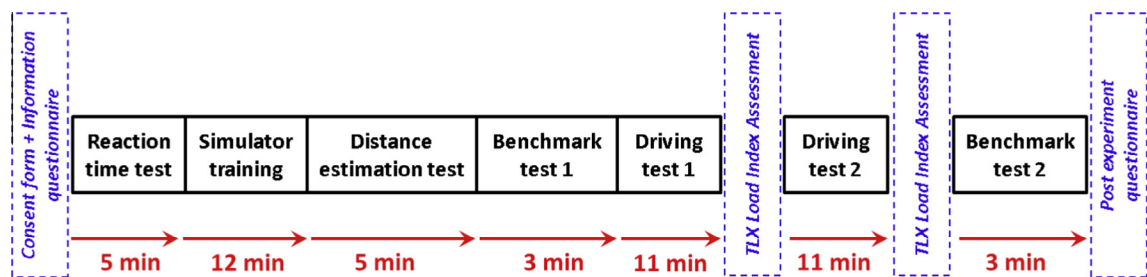 Consent form + Information
questionnaire
Reaction
time test
Simulator
training
Distance
estimation test
Benchmark
test 1
Driving
test 1
TLX Load Index Assessment
Driving
test 2
TLX Load Index Assessment
Benchmark
test 2
Post experiment
questionnaire
5 min
12 min
5 min
3 min
11 min
11 min
3 min